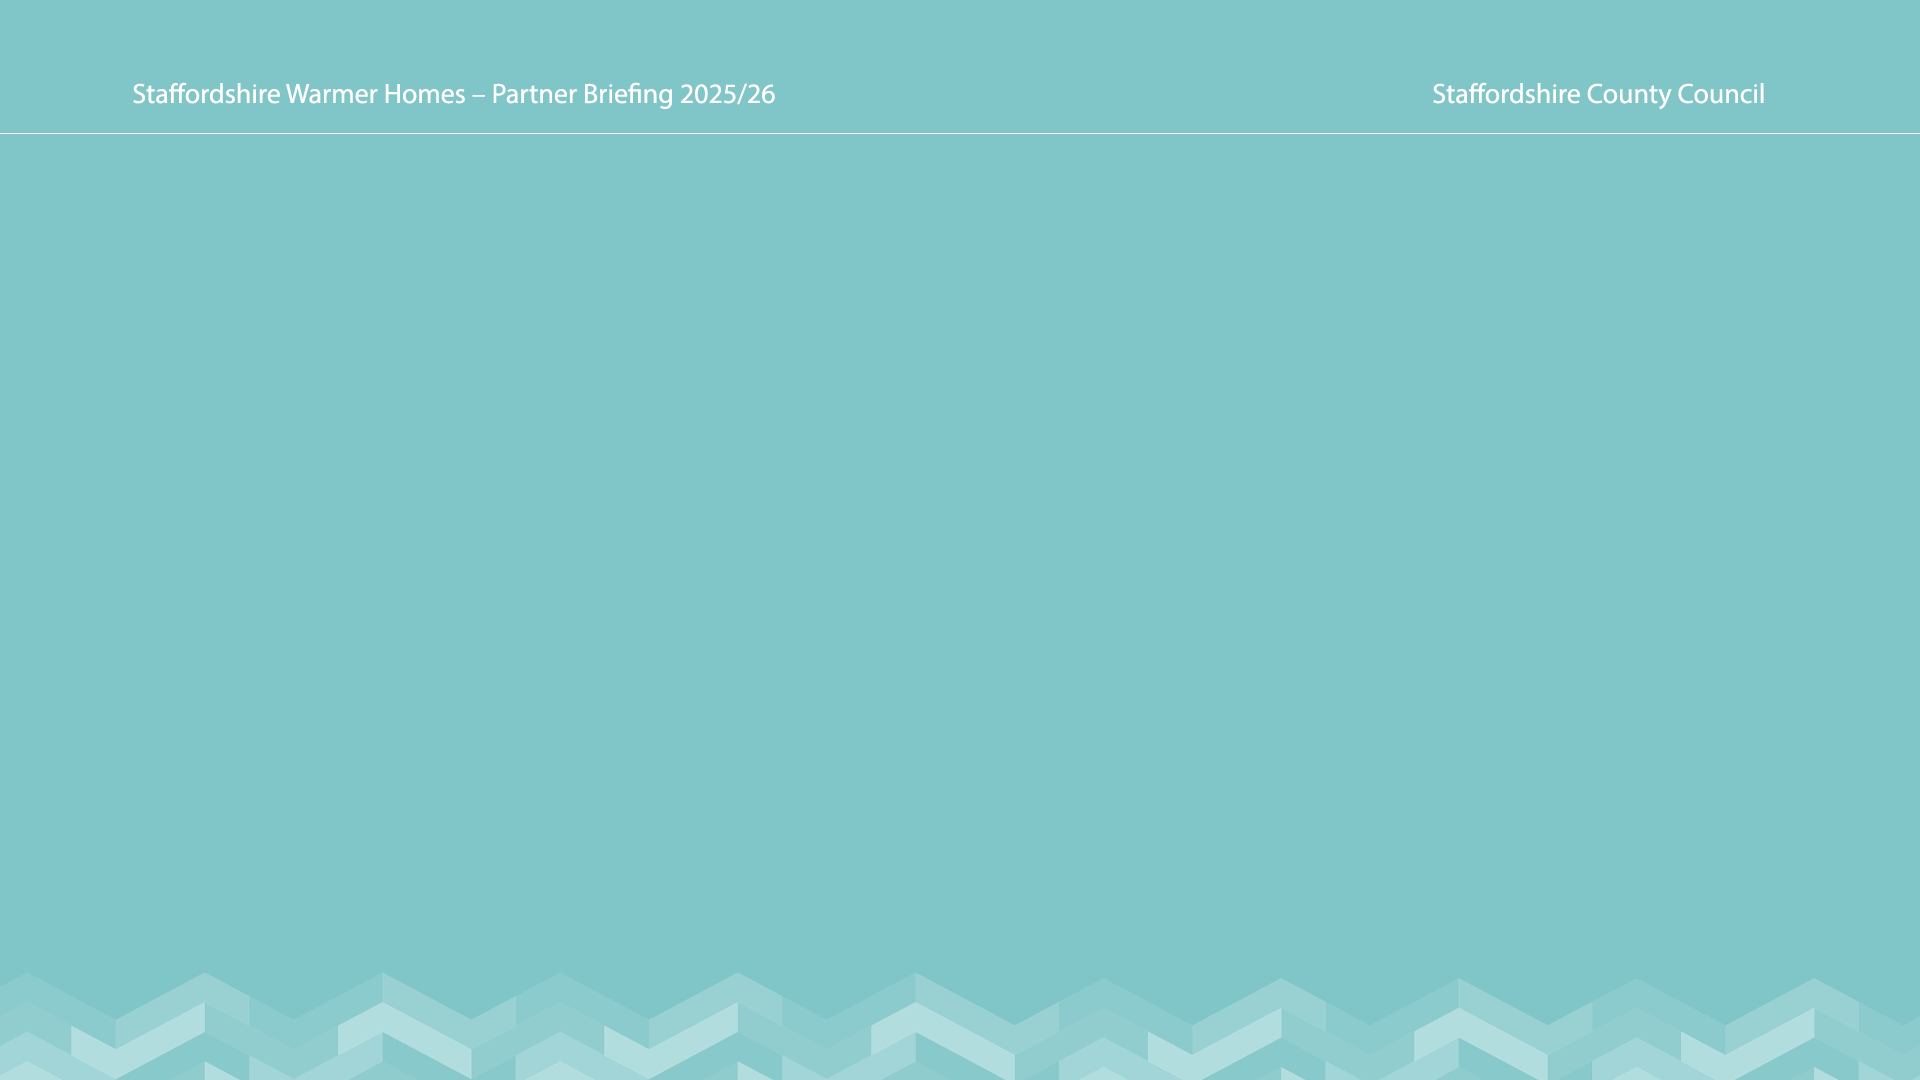 Staffordshire Warmer Homes – Partner Briefing 2025/26
Staffordshire County Council